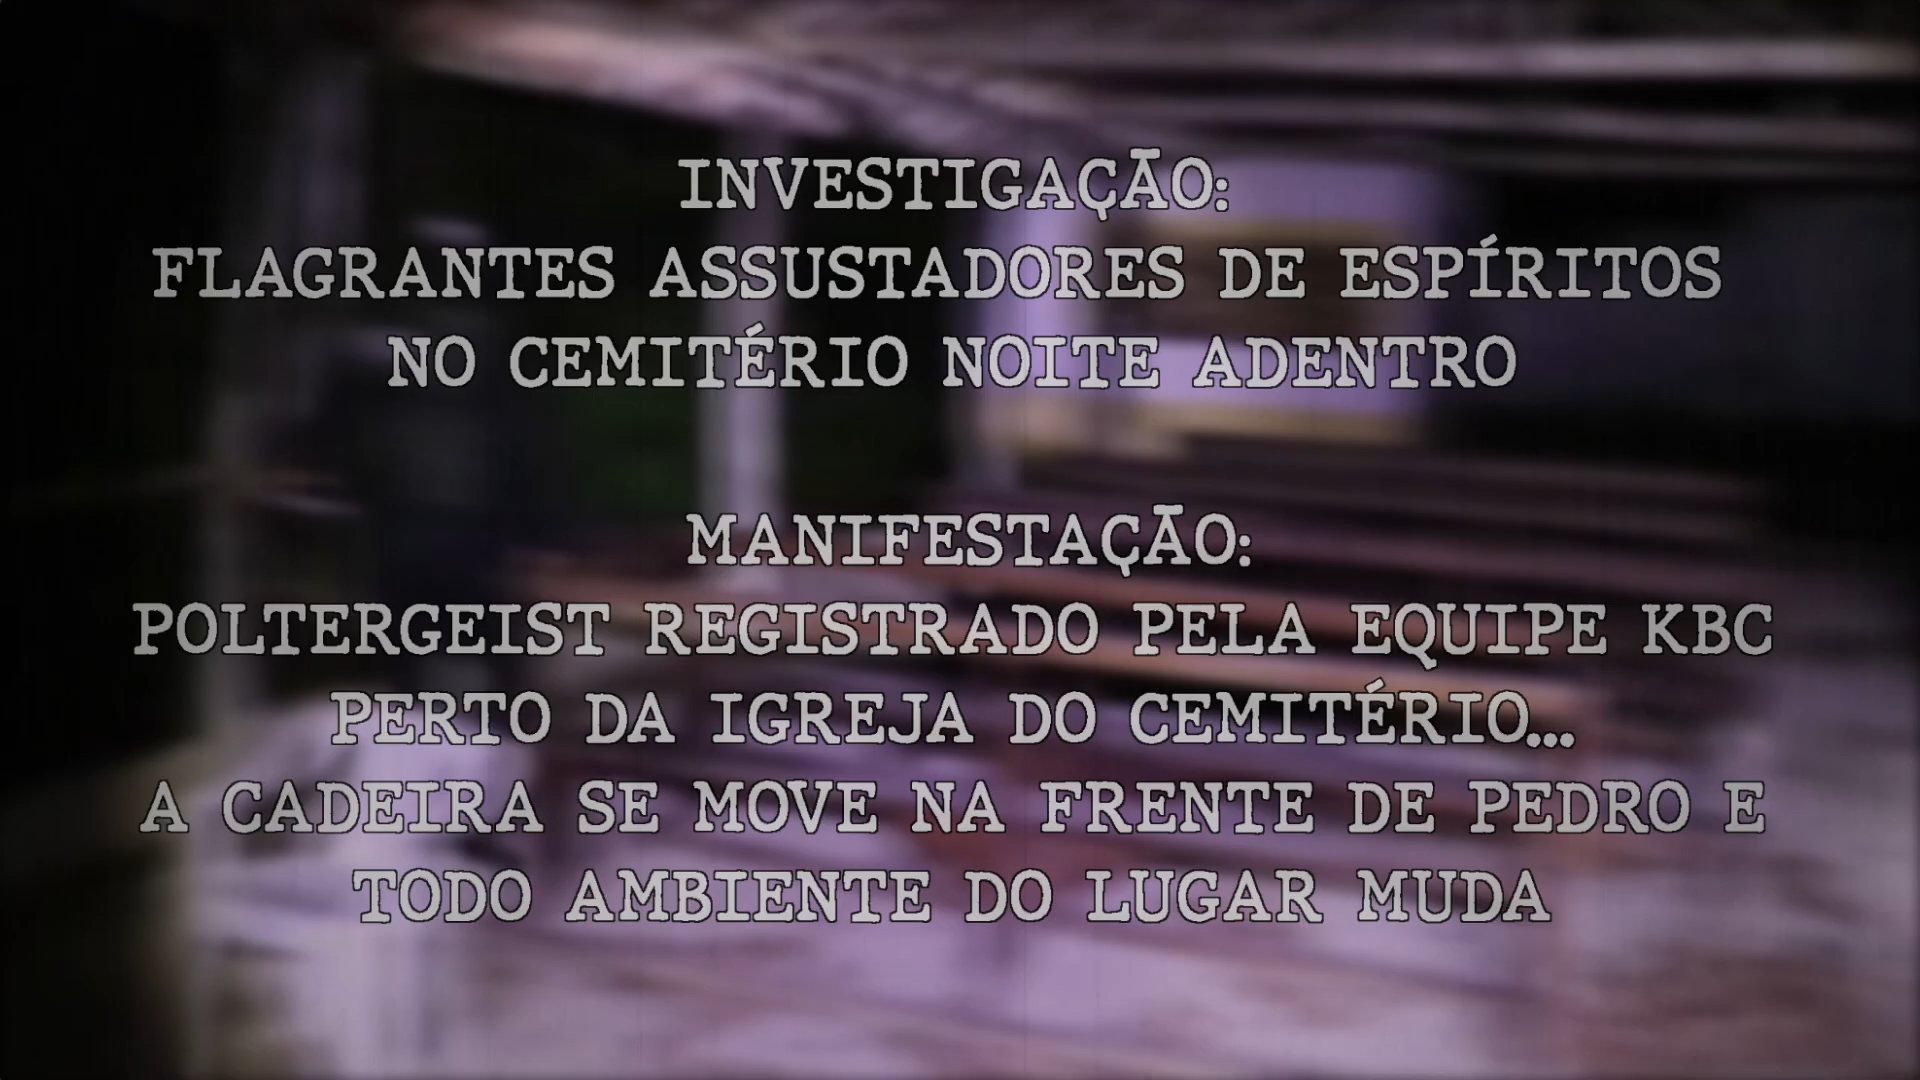 INVESTIGAÇÃO:
FLAGRANTES ASSUSTADORES DE ESPÍRITOS
NO CEMITÉRIO NOITE ADENTRO
MANIFESTAÇÃO:
POLTERGEIST REGISTRADO PELA EQUIPE KBC
PERTO DA IGREJA DO CEMITÉRIO...
A CADEIRA SE MOVE NA FRENTE DE PEDRO E
TODO AMBIENTE DO LUGAR MUDA